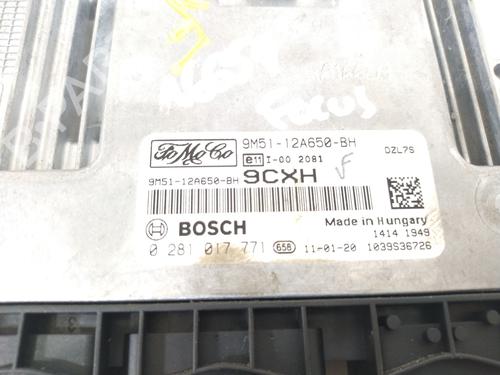 Focus
FoMoCo
9M51-12A650-BH
DZL7S
e11 I-00 2081
9M51-12A650-BH 9CXH F
BOSCH
Made in Hungary
1414 1949
0 281 017 771 658 11-01-20 1039S36726